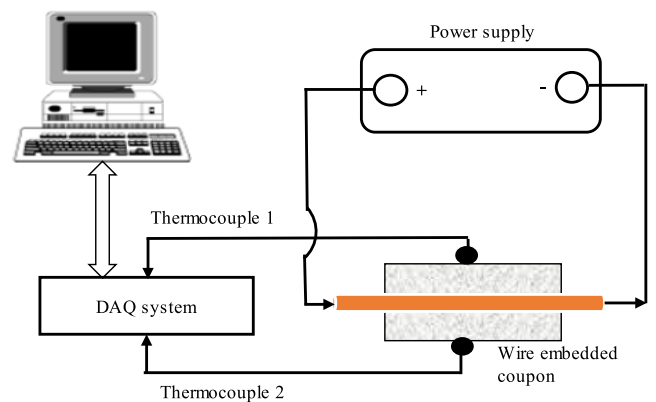 Power supply
+
-
Thermocouple 1
DAQ system
Wire embedded
coupon
Thermocouple 2